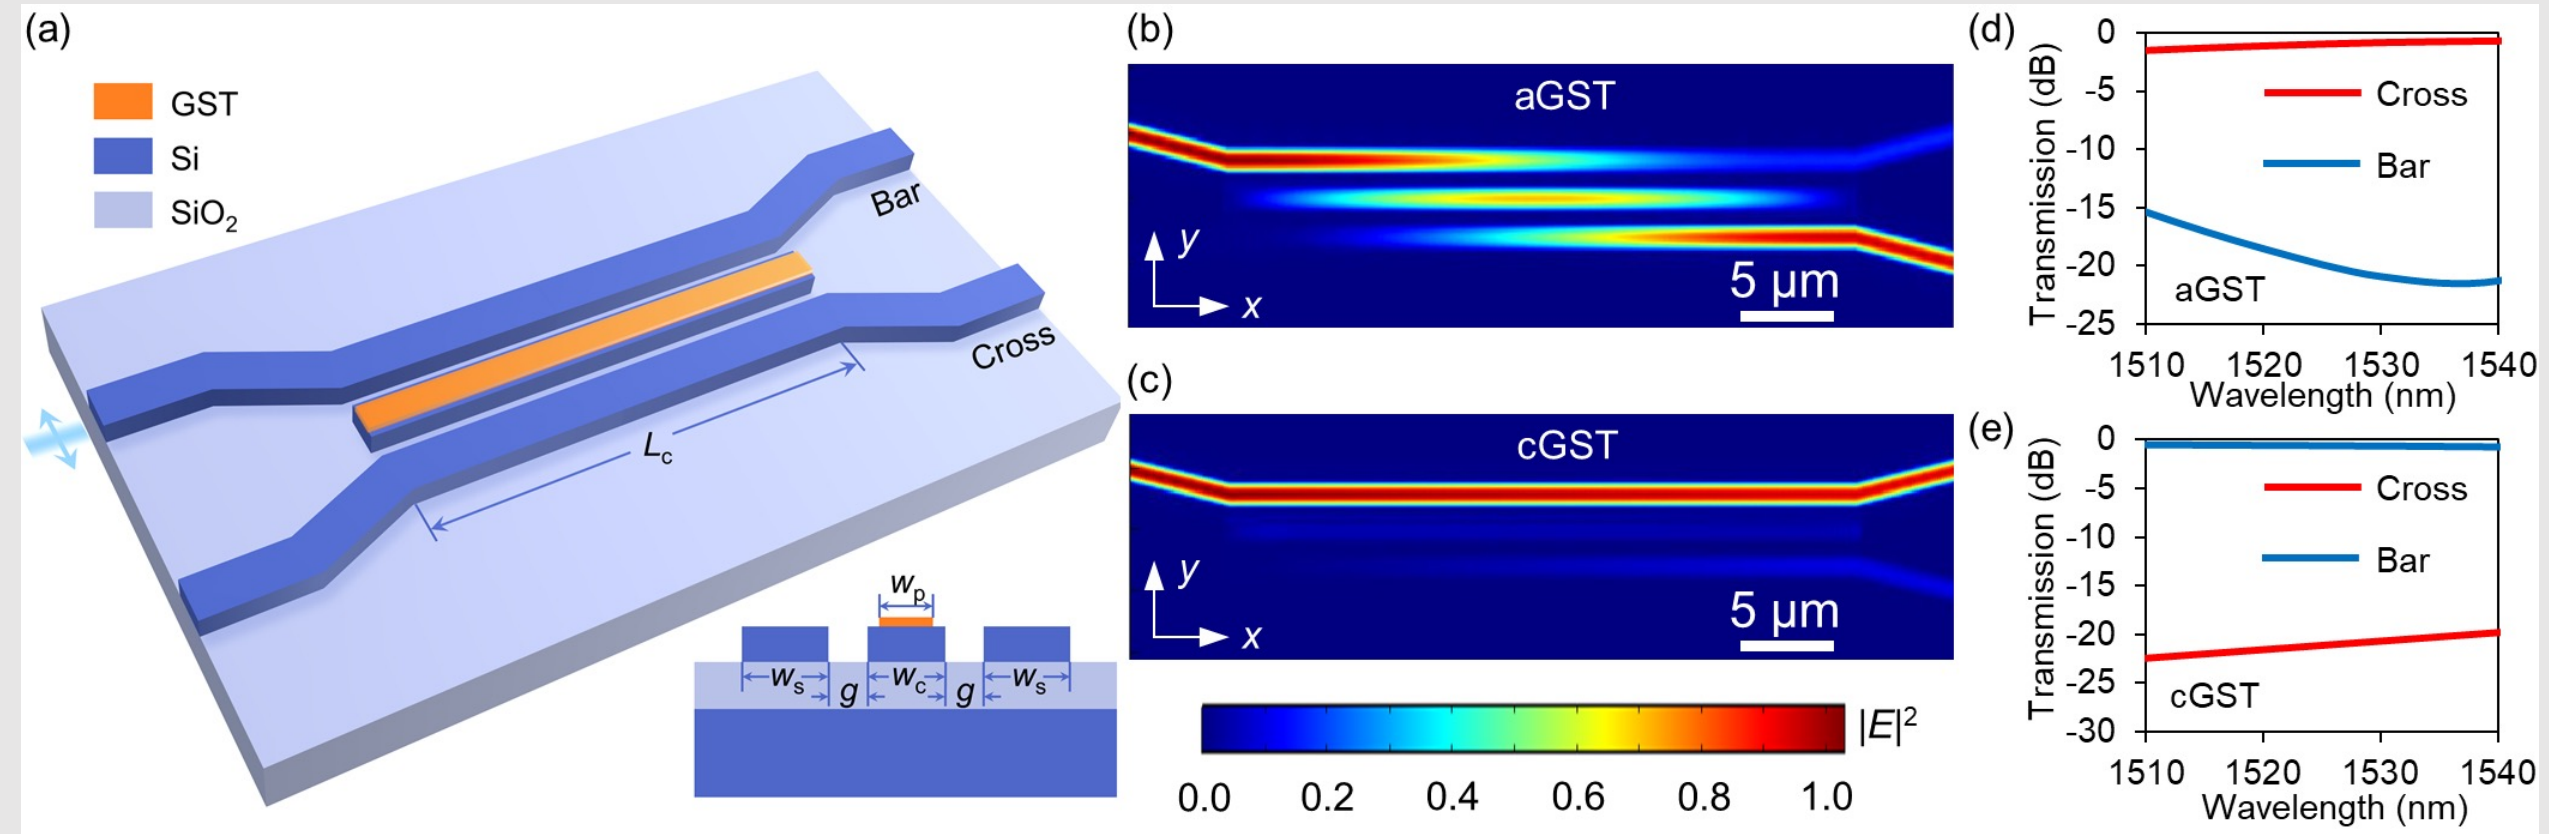 (a)
GST
Si
SiO₂
Bar
Cross
Lc
wp
ws g wc g ws
(b)
aGST
y
x
5 µm
(c)
cGST
y
x
5 µm
|E|²
0.0 0.2 0.4 0.6 0.8 1.0
(d)
Transmission (dB)
0
-5
-10
-15
-20
-25
Cross
Bar
aGST
1510 1520 1530 1540
Wavelength (nm)
(e)
Transmission (dB)
0
-5
-10
-15
-20
-25
-30
Cross
Bar
cGST
1510 1520 1530 1540
Wavelength (nm)